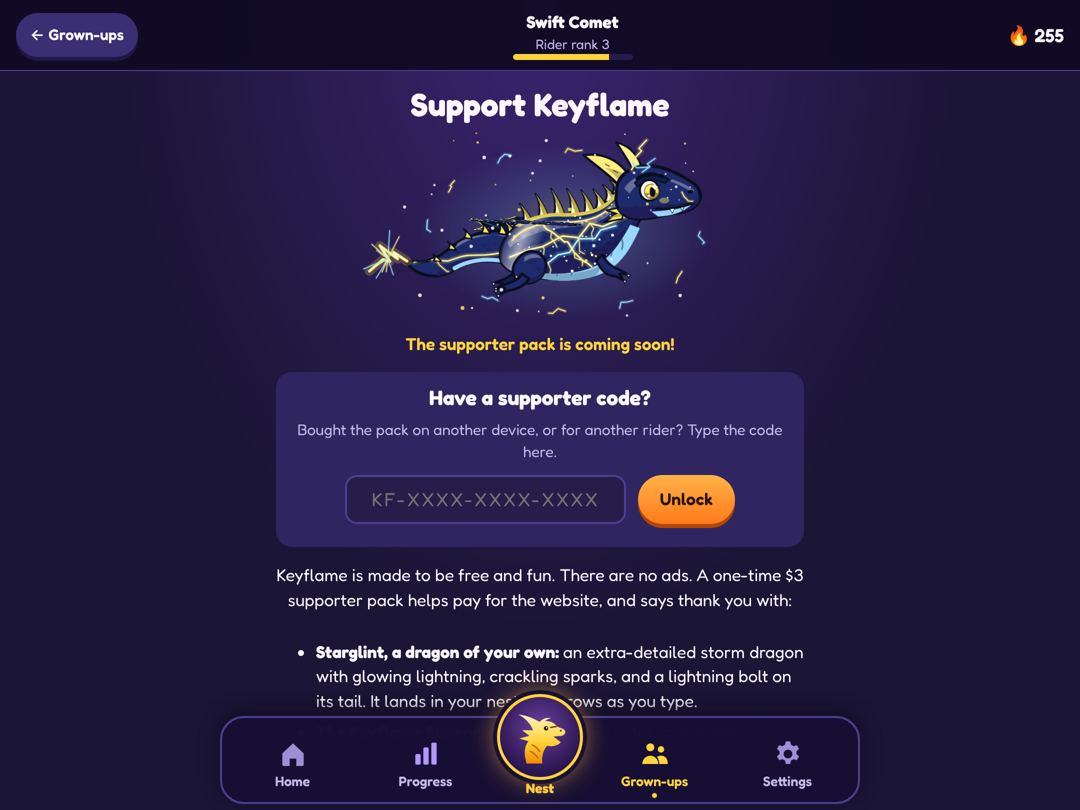 ← Grown-ups
Swift Comet
Rider rank 3
255
Support Keyflame
The supporter pack is coming soon!
Have a supporter code?
Bought the pack on another device, or for another rider? Type the code
here.
KF-XXXX-XXXX-XXXX
Unlock
Keyflame is made to be free and fun. There are no ads. A one-time $3
supporter pack helps pay for the website, and says thank you with:
• Starglint, a dragon of your own: an extra-detailed storm dragon
with glowing lightning, crackling sparks, and a lightning bolt on
its tail. It lands in your as you type.
Home
Progress
Nest
Grown-ups
Settings